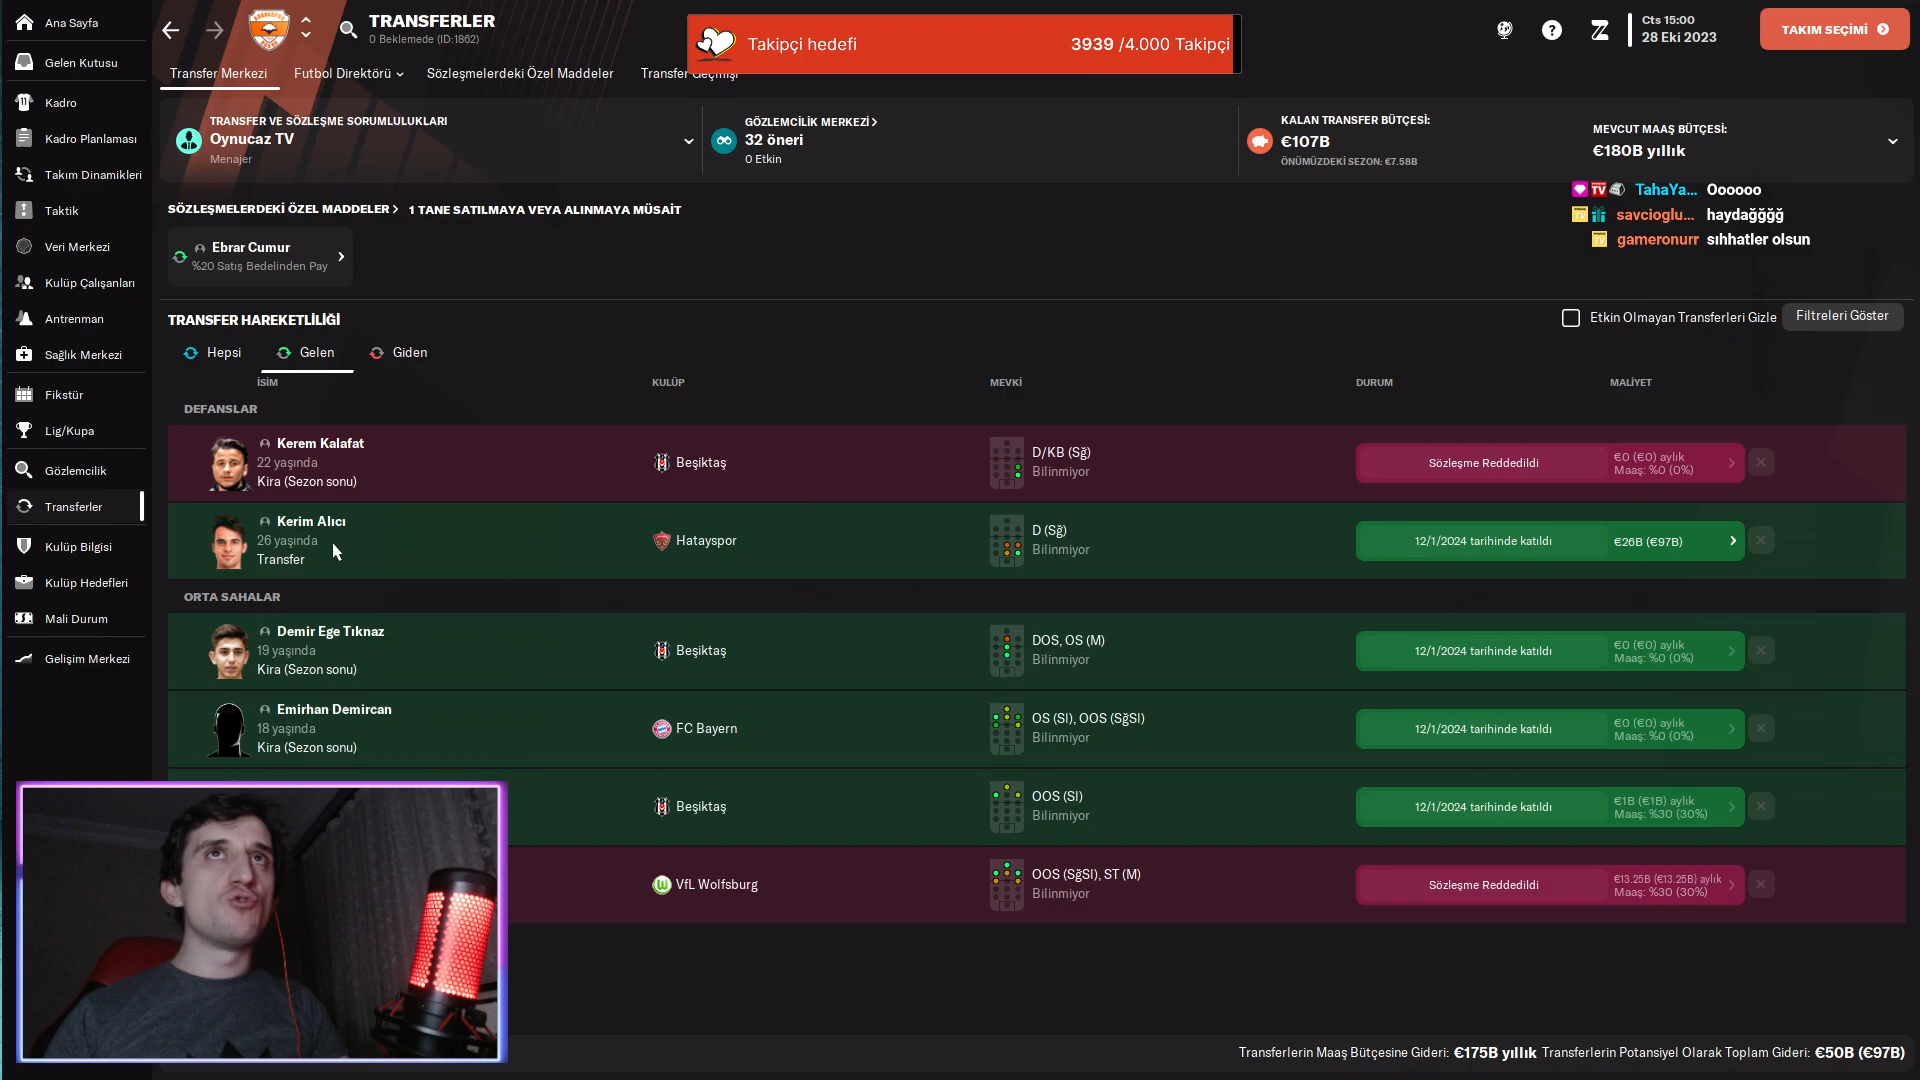 Ana Sayfa
Gelen Kutusu
Kadro
Kadro Planlaması
Takım Dinamikleri
Taktik
Veri Merkezi
Kulüp Çalışanları
Antrenman
Sağlık Merkezi
Fikstür
Lig/Kupa
Gözlemcilik
Transferler
Kulüp Bilgisi
Kulüp Hedefleri
Mali Durum
Gelişim Merkezi
TRANSFERLER
0 Beklemede (ID:1862)
Takipçi hedefi 3939 /4.000 Takipçi
Cts 15:00
28 Eki 2023
TAKIM SEÇİMİ
Transfer Merkezi Futbol Direktörü Sözleşmelerdeki Özel Maddeler Transfer Geçmişi
TRANSFER VE SÖZLEŞME SORUMLULUKLARI
Oynucaz TV
Menajer
GÖZLEMCİLİK MERKEZİ
32 öneri
0 Etkin
KALAN TRANSFER BÜTÇESİ:
€107B
ÖNÜMÜZDEKİ SEZON: €7.58B
MEVCUT MAAŞ BÜTÇESİ:
€180B yıllık
TahaYa... Oooooo
savcioglu... haydağğğğ
gameronurr sıhhatler olsun
SÖZLEŞMELERDEKİ ÖZEL MADDELER 1 TANE SATILMAYA VEYA ALINMAYA MÜSAİT
Ebrar Cumur
%20 Satış Bedelinden Pay
TRANSFER HAREKETLİLİĞİ
Etkin Olmayan Transferleri Gizle Filtreleri Göster
Hepsi Gelen Giden
İSİM KULÜP MEVKİ DURUM MALİYET
DEFANSLAR
Kerem Kalafat
22 yaşında
Kira (Sezon sonu)
Beşiktaş
D/KB (Sğ)
Bilinmiyor
Sözleşme Reddedildi
€0 (€0) aylık
Maaş: %0 (0%)
Kerim Alıcı
26 yaşında
Transfer
Hatayspor
D (Sğ)
Bilinmiyor
12/1/2024 tarihinde katıldı
€26B (€97B)
ORTA SAHALAR
Demir Ege Tıknaz
19 yaşında
Kira (Sezon sonu)
Beşiktaş
DOS, OS (M)
Bilinmiyor
12/1/2024 tarihinde katıldı
€0 (€0) aylık
Maaş: %0 (0%)
Emirhan Demircan
18 yaşında
Kira (Sezon sonu)
FC Bayern
OS (Sl), OOS (SğSl)
Bilinmiyor
12/1/2024 tarihinde katıldı
€0 (€0) aylık
Maaş: %0 (0%)
Beşiktaş
OOS (Sl)
Bilinmiyor
12/1/2024 tarihinde katıldı
€1B (€1B) aylık
Maaş: %30 (30%)
VfL Wolfsburg
OOS (SğSl), ST (M)
Bilinmiyor
Sözleşme Reddedildi
€13.25B (€13.25B) aylık
Maaş: %30 (30%)
Transferlerin Maaş Bütçesine Gideri: €175B yıllık Transferlerin Potansiyel Olarak Toplam Gideri: €50B (€97B)